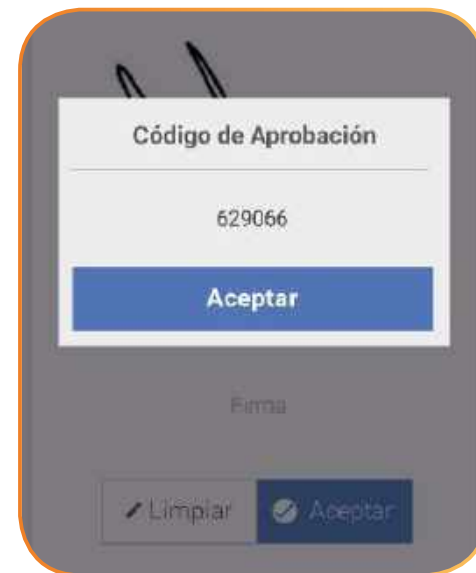 Código de Aprobación
629066
Aceptar
Firma
Limpiar
Aceptar